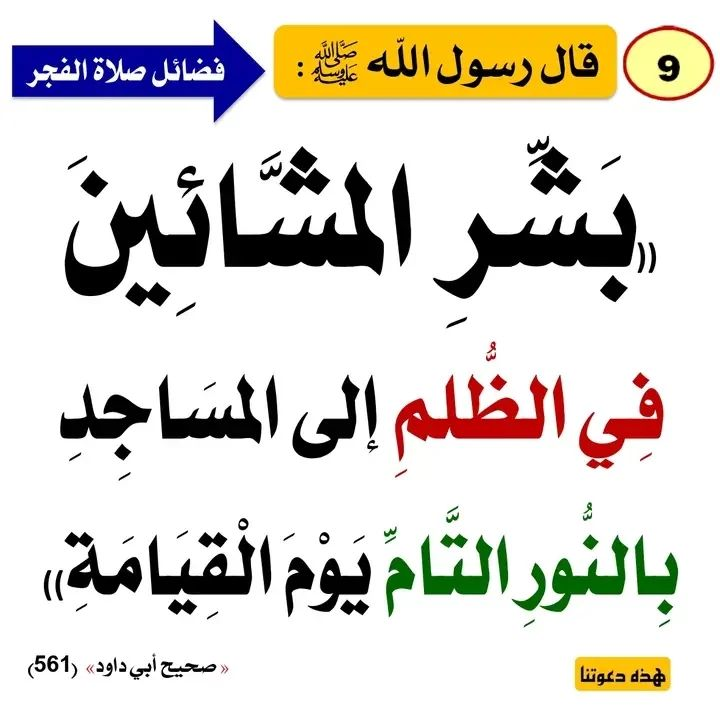 9
قال رسول الله ﷺ :
فضائل صلاة الفجر
((بَشِّرِ المشَّائِينَ
فِي الظُّلمِ إلى المسَاجِدِ
بِالنُّورِ التَّامِّ يَوْمَ الْقِيَامَةِ))
«صحيح أبي داود» (561)
هذه دعوتنا